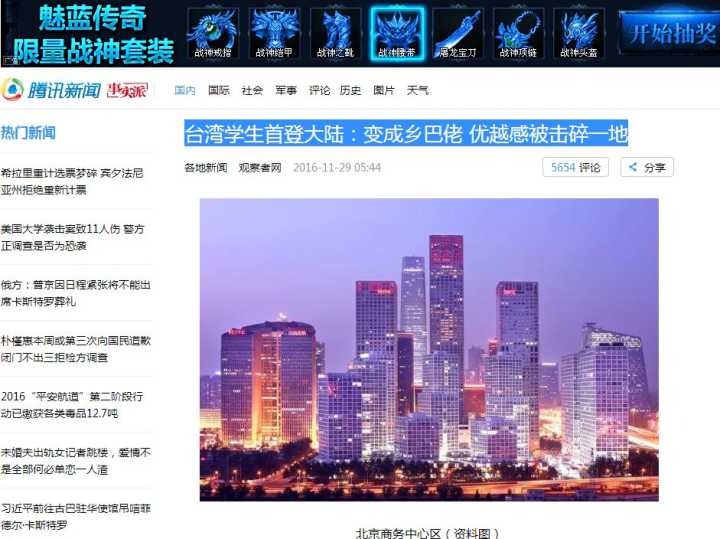 魅蓝传奇
限量战神套装
战神戒指
战神铠甲
战神之靴
战神腰带
屠龙宝刀
战神项链
战神头盔
开始抽奖
腾讯新闻 事实派
国内 国际 社会 军事 评论 历史 图片 天气
热门新闻
台湾学生首登大陆：变成乡巴佬 优越感被击碎一地
各地新闻 观察者网 2016-11-29 05:44
5654 评论
分享
希拉里重计选票梦碎 宾夕法尼
亚州拒绝重新计票
美国大学袭击案致11人伤 警方
正调查是否为恐袭
俄方：普京因日程紧张将不能出
席卡斯特罗葬礼
朴槿惠本周或第三次向国民道歉
闭门不出三拒检方调查
2016“平安航道”第二阶段行
动已缴获各类毒品12.7吨
未婚夫出轨女记者跳楼，爱情不
是全部何必单恋一人渣
习近平前往古巴驻华使馆吊唁菲
德尔·卡斯特罗
北京商务中心区（资料图）